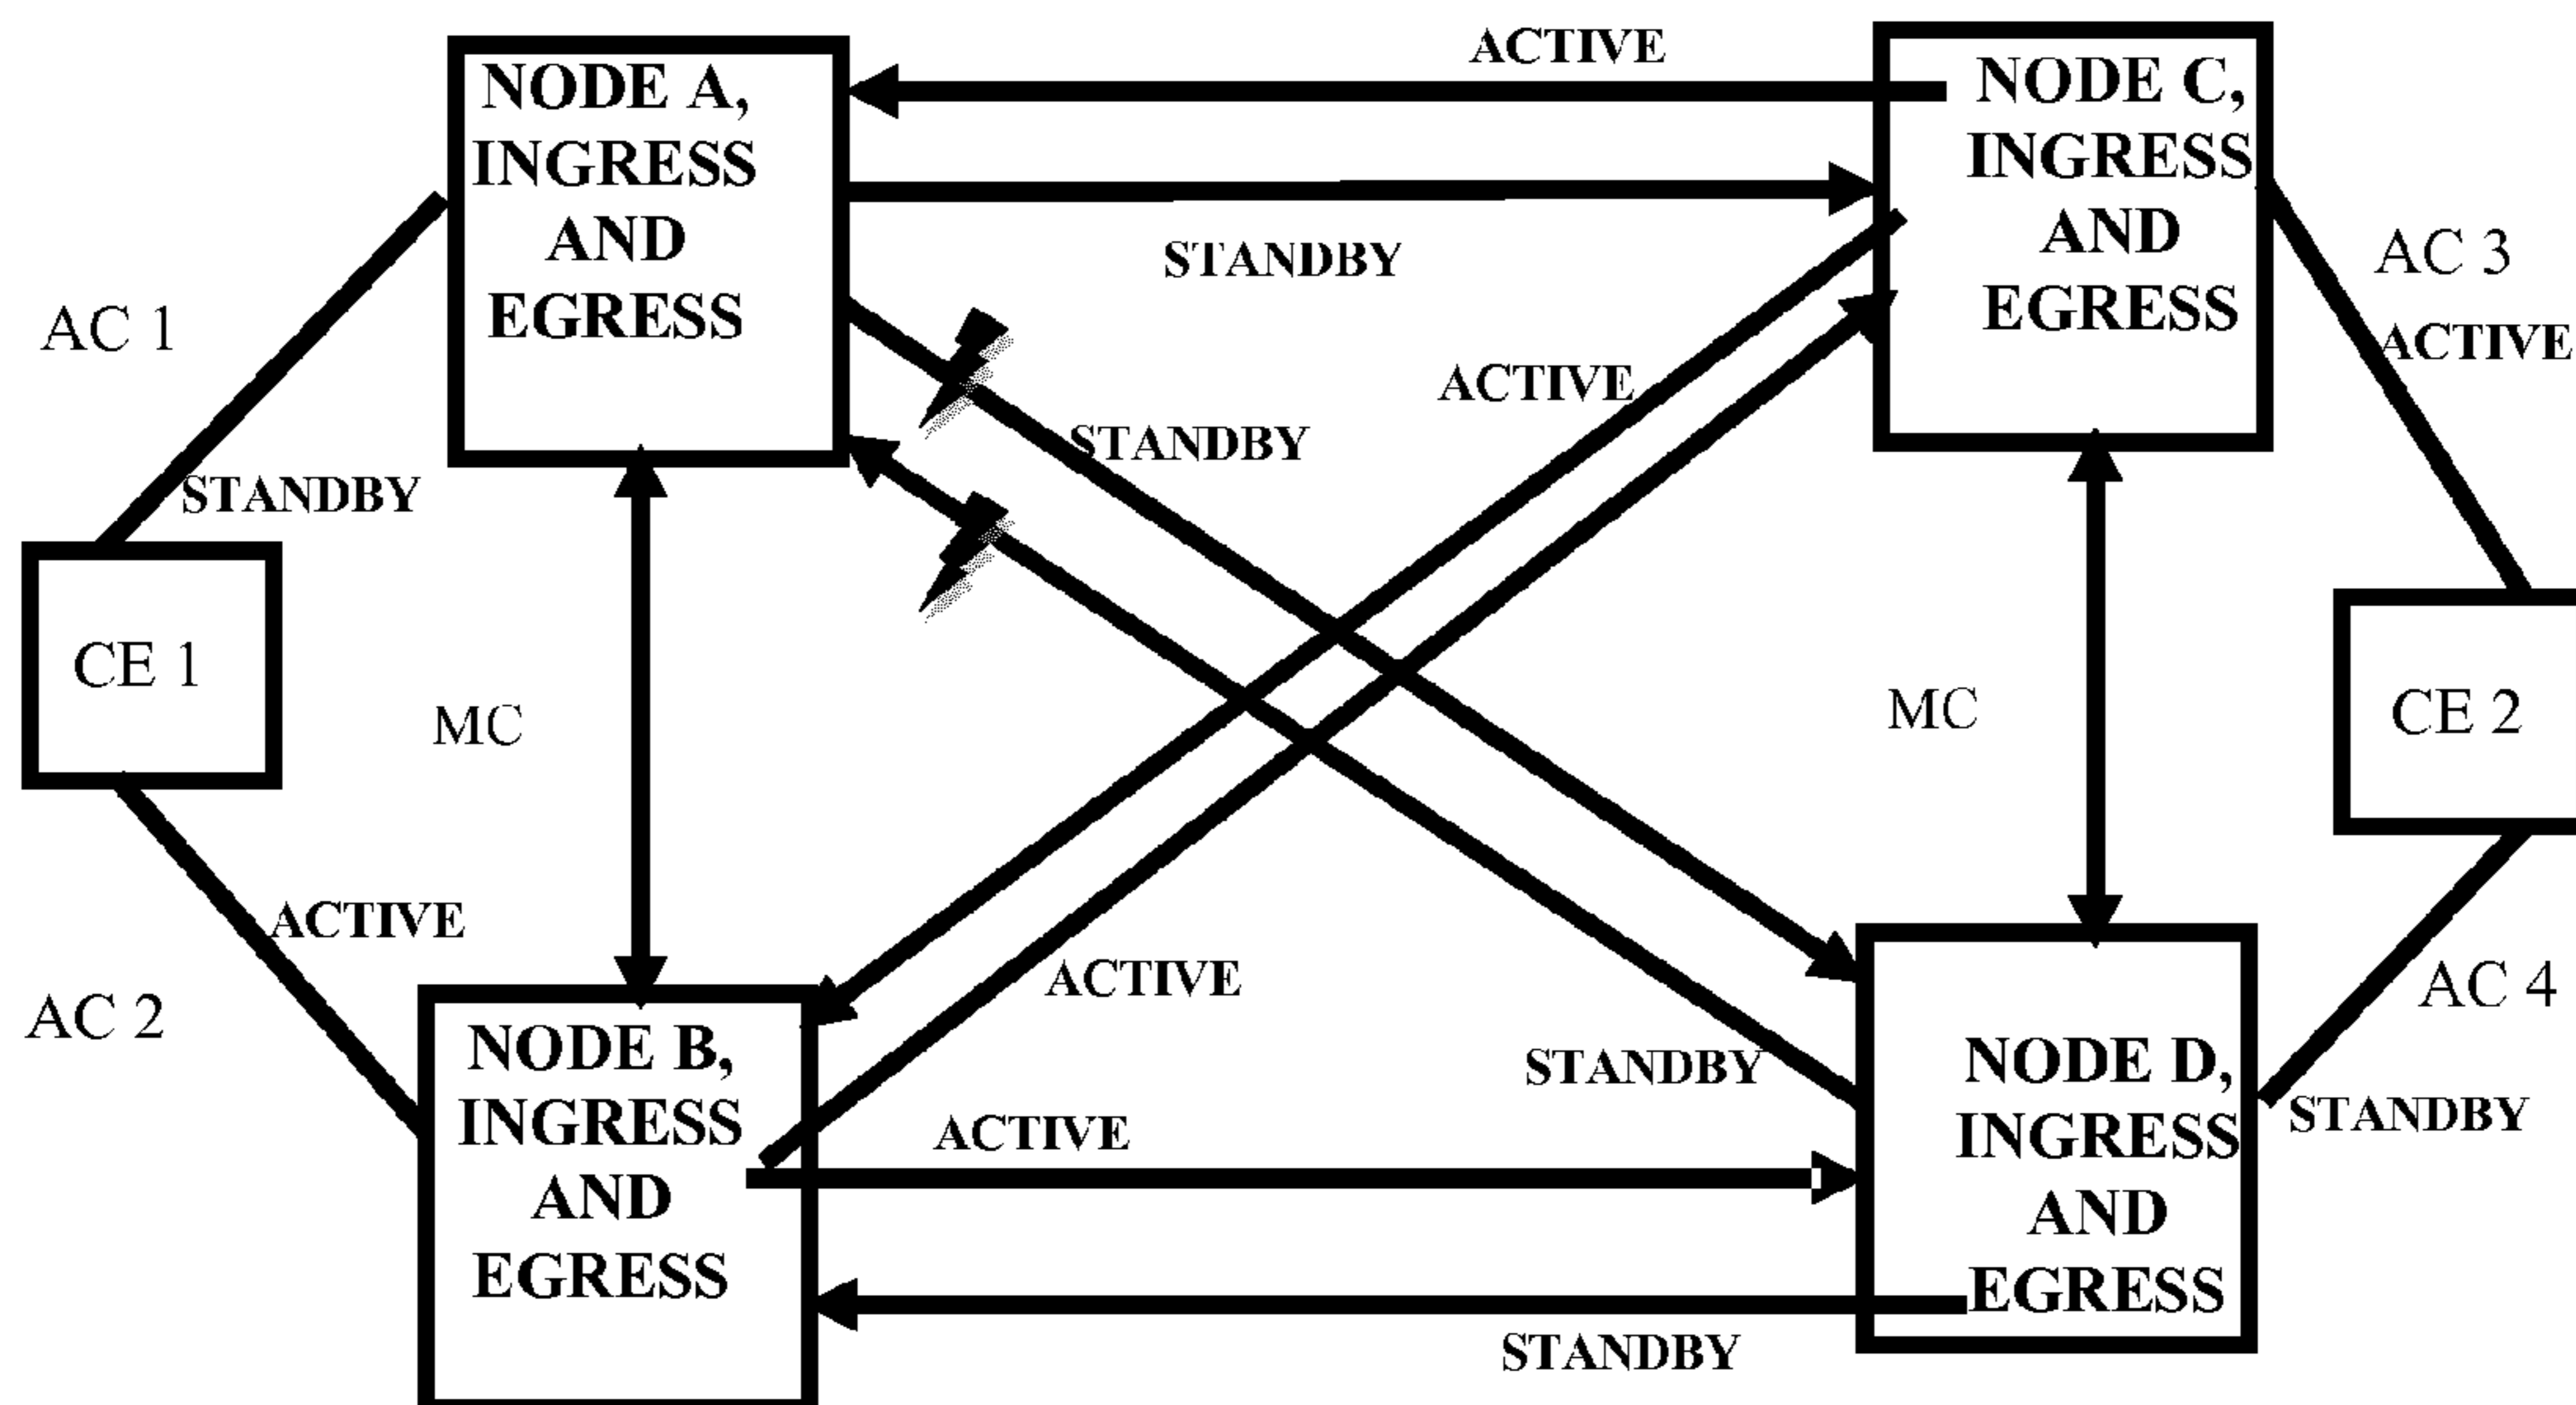 ACTIVE
NODE A,
INGRESS
AND
EGRESS
NODE C,
INGRESS
AND
EGRESS
STANDBY
AC 1
AC 3
ACTIVE
ACTIVE
STANDBY
STANDBY
CE 1
MC
MC
CE 2
ACTIVE
AC 2
ACTIVE
AC 4
NODE B,
INGRESS
AND
EGRESS
STANDBY
NODE D,
INGRESS
AND
EGRESS
STANDBY
ACTIVE
STANDBY